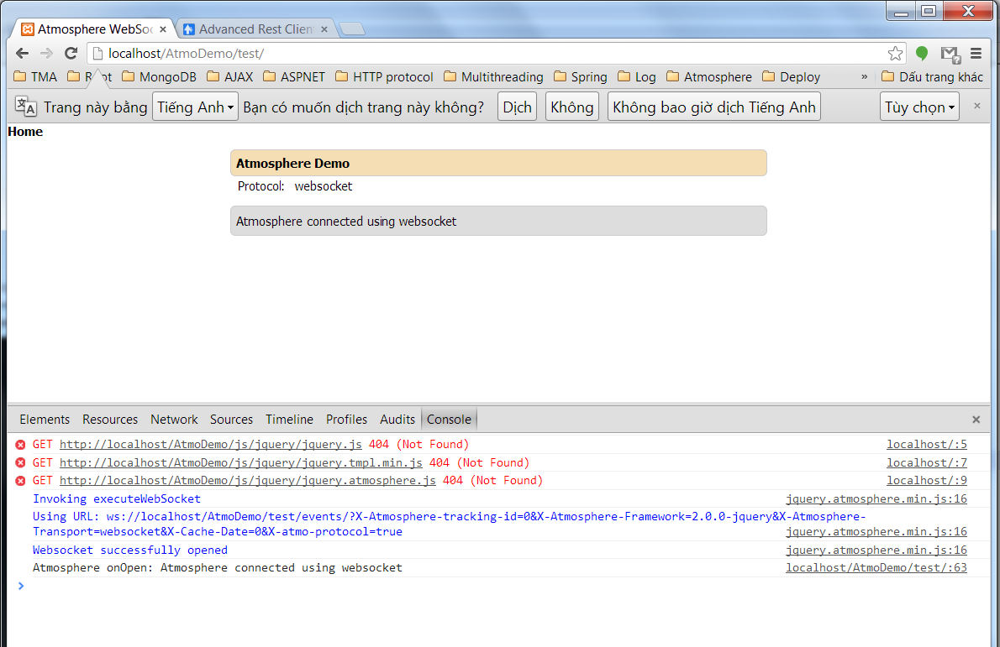 Atmosphere WebSoc
Advanced Rest Client
localhost/AtmoDemo/test/
TMA
MongoDB
AJAX
ASPNET
HTTP protocol
Multithreading
Spring
Log
Atmosphere
Deploy
»
Dấu trang khác
Trang này bằng Tiếng Anh Bạn có muốn dịch trang này không? Dịch Không Không bao giờ dịch Tiếng Anh Tùy chọn
Home
Atmosphere Demo
Protocol: websocket
Atmosphere connected using websocket
Elements Resources Network Sources Timeline Profiles Audits Console
GET http://localhost/AtmoDemo/js/jquery/jquery.js 404 (Not Found) localhost/:5
GET http://localhost/AtmoDemo/js/jquery/jquery.tmpl.min.js 404 (Not Found) localhost/:7
GET http://localhost/AtmoDemo/js/jquery/jquery.atmosphere.js 404 (Not Found) localhost/:9
Invoking executeWebSocket jquery.atmosphere.min.js:16
Using URL: ws://localhost/AtmoDemo/test/events/?X-Atmosphere-tracking-id=0&X-Atmosphere-Framework=2.0.0-jquery&X-Atmosphere-
Transport=websocket&X-Cache-Date=0&X-atmo-protocol=true jquery.atmosphere.min.js:16
Websocket successfully opened jquery.atmosphere.min.js:16
Atmosphere onOpen: Atmosphere connected using websocket localhost/AtmoDemo/test/:63